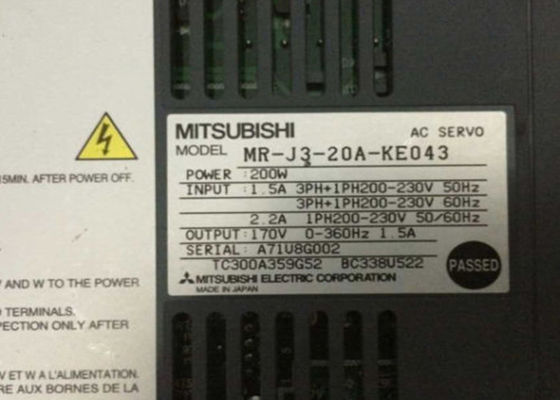 MITSUBISHI AC SERVO
MODEL MR-J3-20A-KE043
POWER :200W
INPUT :1.5A 3PH+1PH200-230V 50Hz
3PH+1PH200-230V 60Hz
2.2A 1PH200-230V 50/60Hz
OUTPUT:170V 0-360Hz 1.5A
SERIAL: A71U8G002
TC300A359G52 BC338U522
PASSED
MITSUBISHI ELECTRIC CORPORATION
MADE IN JAPAN
15MIN. AFTER POWER OFF.
AND W TO THE POWER
TERMINALS.
PECTION ONLY AFTER
V ET W A L'ALIMENTATION.
RE AUX BORNES DE LA